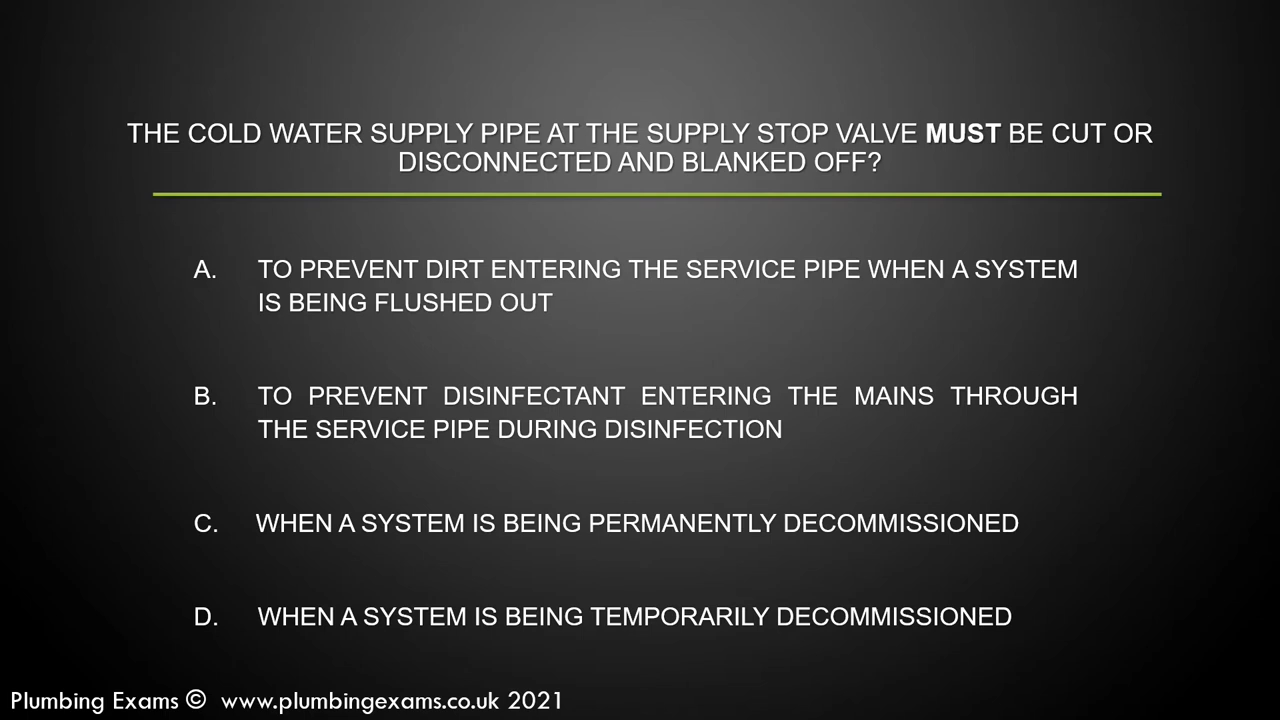 THE COLD WATER SUPPLY PIPE AT THE SUPPLY STOP VALVE MUST BE CUT OR
DISCONNECTED AND BLANKED OFF?
A. TO PREVENT DIRT ENTERING THE SERVICE PIPE WHEN A SYSTEM
IS BEING FLUSHED OUT
B. TO PREVENT DISINFECTANT ENTERING THE MAINS THROUGH
THE SERVICE PIPE DURING DISINFECTION
C. WHEN A SYSTEM IS BEING PERMANENTLY DECOMMISSIONED
D. WHEN A SYSTEM IS BEING TEMPORARILY DECOMMISSIONED
Plumbing Exams © www.plumbingexams.co.uk 2021